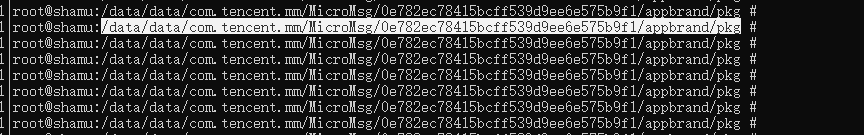 1 root@shamu:/data/data/com.tencent.mm/MicroMsg/0e782ec78415bcff539d9ee6e575b9f1/appbrand/pkg #
1 root@shamu:/data/data/com.tencent.mm/MicroMsg/0e782ec78415bcff539d9ee6e575b9f1/appbrand/pkg #
1 root@shamu:/data/data/com.tencent.mm/MicroMsg/0e782ec78415bcff539d9ee6e575b9f1/appbrand/pkg #
1 root@shamu:/data/data/com.tencent.mm/MicroMsg/0e782ec78415bcff539d9ee6e575b9f1/appbrand/pkg #
1 root@shamu:/data/data/com.tencent.mm/MicroMsg/0e782ec78415bcff539d9ee6e575b9f1/appbrand/pkg #
1 root@shamu:/data/data/com.tencent.mm/MicroMsg/0e782ec78415bcff539d9ee6e575b9f1/appbrand/pkg #
1 root@shamu:/data/data/com.tencent.mm/MicroMsg/0e782ec78415bcff539d9ee6e575b9f1/appbrand/pkg #
1 root@shamu:/data/data/com.tencent.mm/MicroMsg/0e782ec78415bcff539d9ee6e575b9f1/appbrand/pkg #